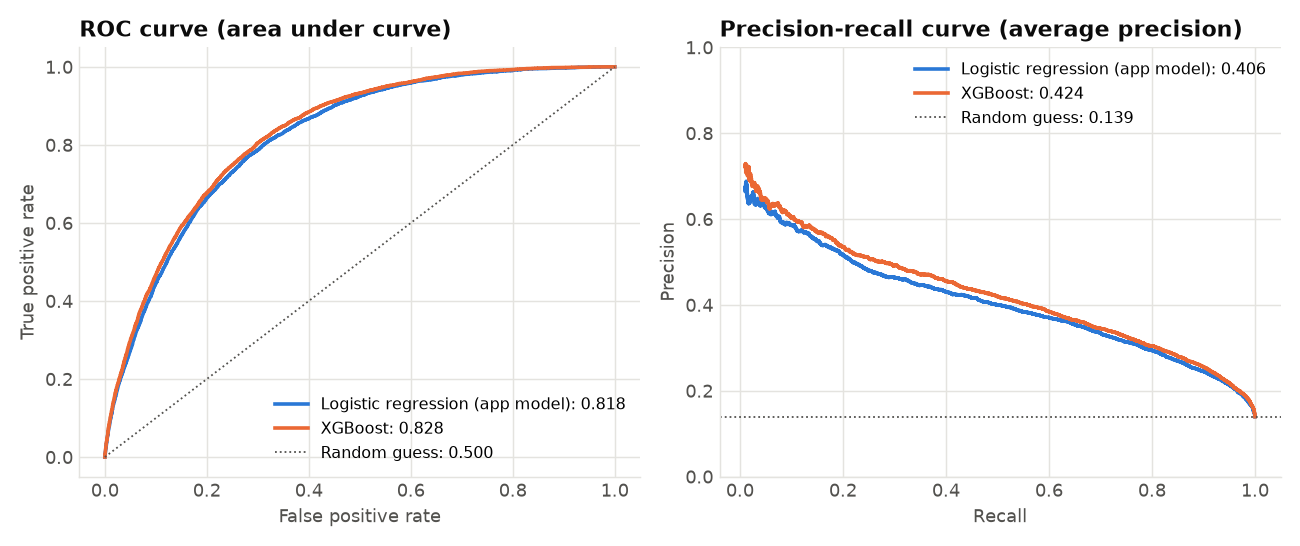 ROC curve (area under curve)
True positive rate
1.0
0.8
0.6
0.4
0.2
0.0
Logistic regression (app model): 0.818
XGBoost: 0.828
Random guess: 0.500
0.0 0.2 0.4 0.6 0.8 1.0
False positive rate
Precision-recall curve (average precision)
Precision
1.0
0.8
0.6
0.4
0.2
0.0
Logistic regression (app model): 0.406
XGBoost: 0.424
Random guess: 0.139
0.0 0.2 0.4 0.6 0.8 1.0
Recall